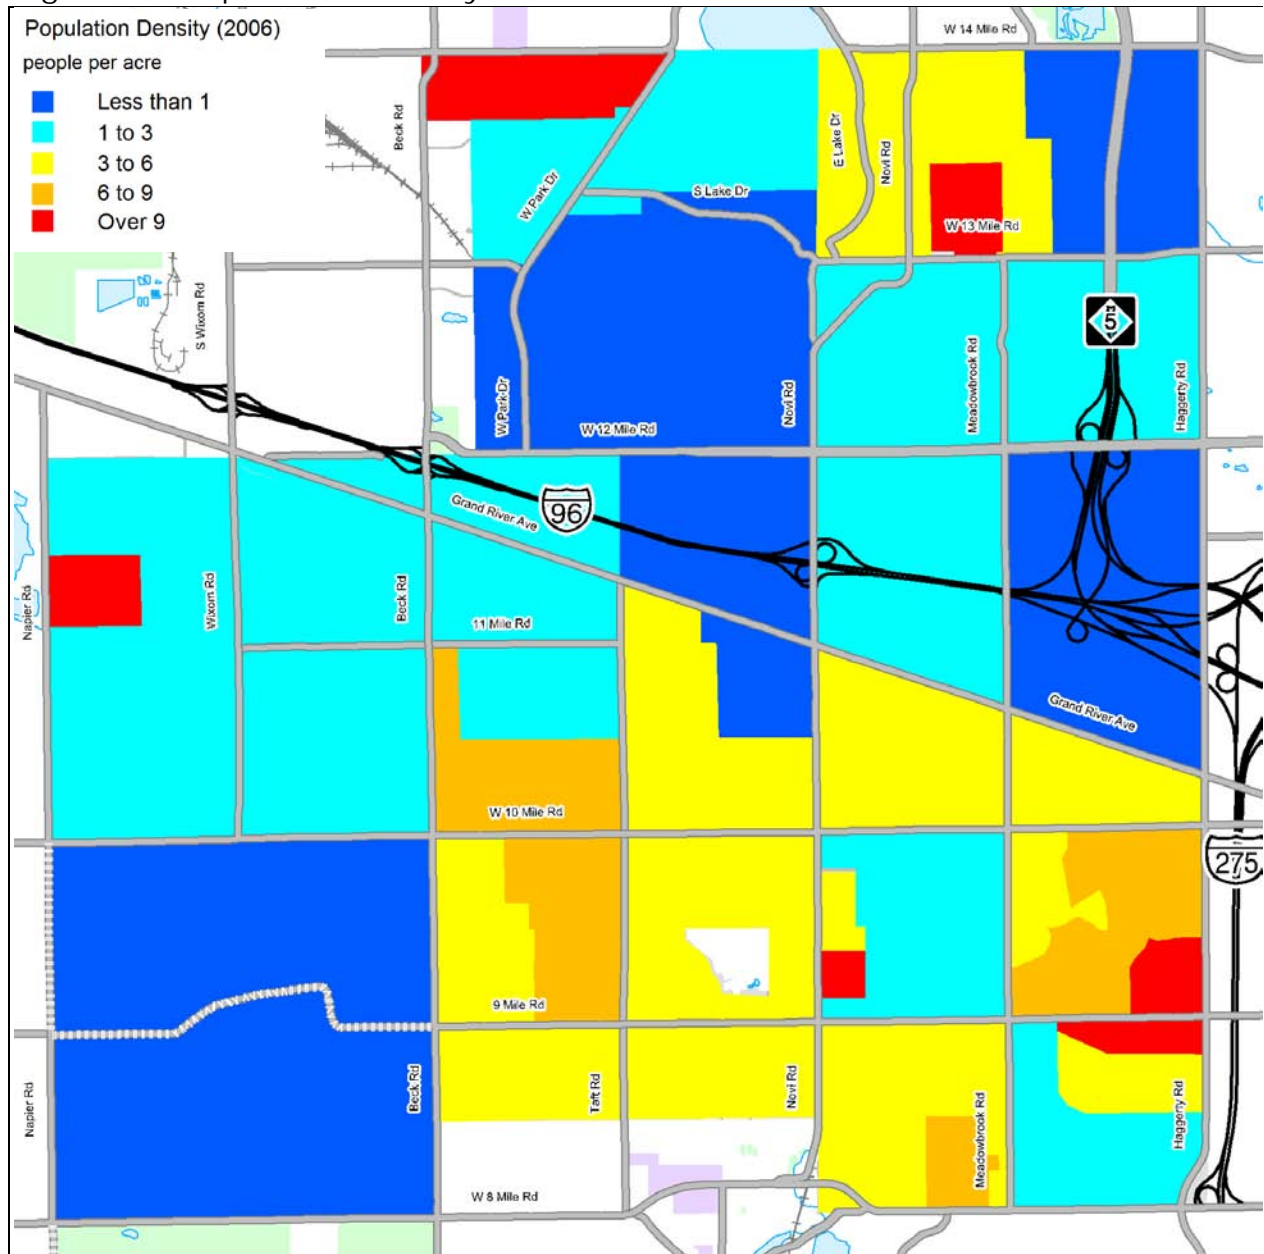 Population Density (2006)
people per acre
Less than 1
1 to 3
3 to 6
6 to 9
Over 9
W 14 Mile Rd
Beck Rd
E Lake Dr
Novi Rd
W Park Dr
S Lake Dr
W 13 Mile Rd
S Wixom Rd
5
W Park Dr
W 12 Mile Rd
Novi Rd
Meadowbrook Rd
Haggerty Rd
Grand River Ave
96
Napier Rd
Wixom Rd
Beck Rd
11 Mile Rd
Grand River Ave
W 10 Mile Rd
275
9 Mile Rd
Napier Rd
Beck Rd
Taft Rd
Novi Rd
Meadowbrook Rd
Haggerty Rd
W 8 Mile Rd